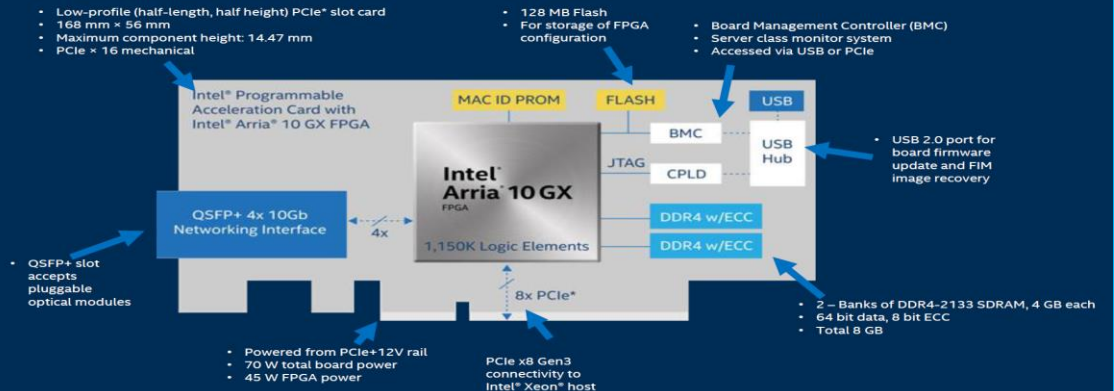 • Low-profile (half-length, half height) PCIe* slot card
• 168 mm × 56 mm
• Maximum component height: 14.47 mm
• PCIe × 16 mechanical
• 128 MB Flash
• For storage of FPGA
configuration
• Board Management Controller (BMC)
• Server class monitor system
• Accessed via USB or PCIe
Intel® Programmable
Acceleration Card with
Intel® Arria® 10 GX FPGA
MAC ID PROM
FLASH
USB
BMC
USB
Hub
JTAG
CPLD
• USB 2.0 port for
board firmware
update and FIM
image recovery
Intel®
Arria® 10 GX
FPGA
1,150K Logic Elements
QSFP+ 4x 10Gb
Networking Interface
4x
DDR4 w/ECC
DDR4 w/ECC
• QSFP+ slot
accepts
pluggable
optical modules
8x PCIe*
• 2 – Banks of DDR4-2133 SDRAM, 4 GB each
• 64 bit data, 8 bit ECC
• Total 8 GB
• Powered from PCIe+12V rail
• 70 W total board power
• 45 W FPGA power
PCIe x8 Gen3
connectivity to
Intel® Xeon® host